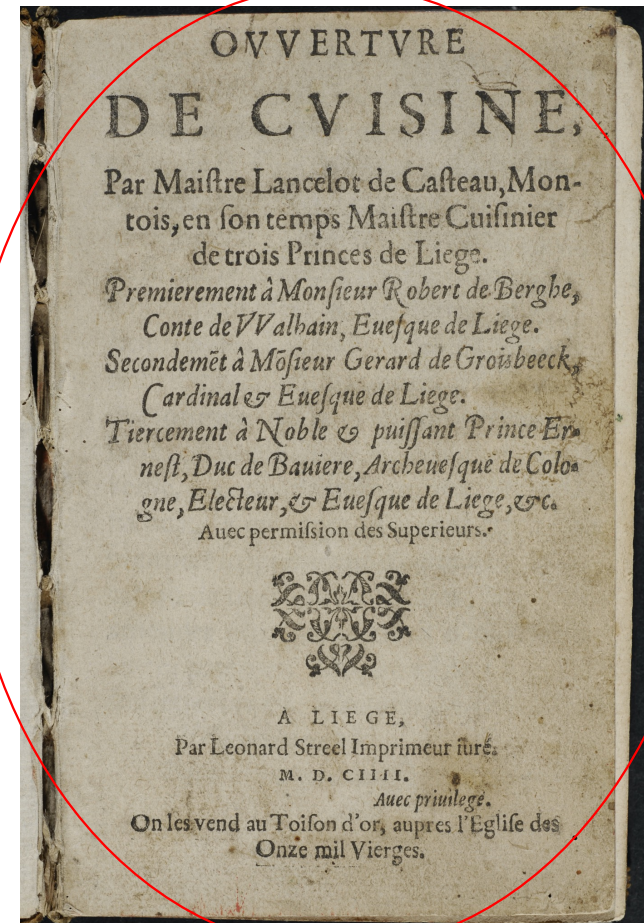 OVVERTVRE
DE CVISINE,
Par Maiſtre Lancelot de Caſteau, Mon-
tois, en ſon temps Maiſtre Cuiſinier
de trois Princes de Liege.
Premierement à Monſieur Robert de Berghe,
Conte de VValhain, Eueſque de Liege.
Secondemēt à Mōſieur Gerard de Groisbeeck,
Cardinal & Eueſque de Liege.
Tiercement à Noble & puiſſant Prince Er-
neſt, Duc de Bauiere, Archeueſque de Colo-
gne, Electeur, & Eueſque de Liege, &c.
Auec permiſsion des Superieurs.
A LIEGE,
Par Leonard Streel Imprimeur iuré.
M. D. CIIII.
Auec priuilege.
On les vend au Toiſon d'or, aupres l'Egliſe des
Onze mil Vierges.